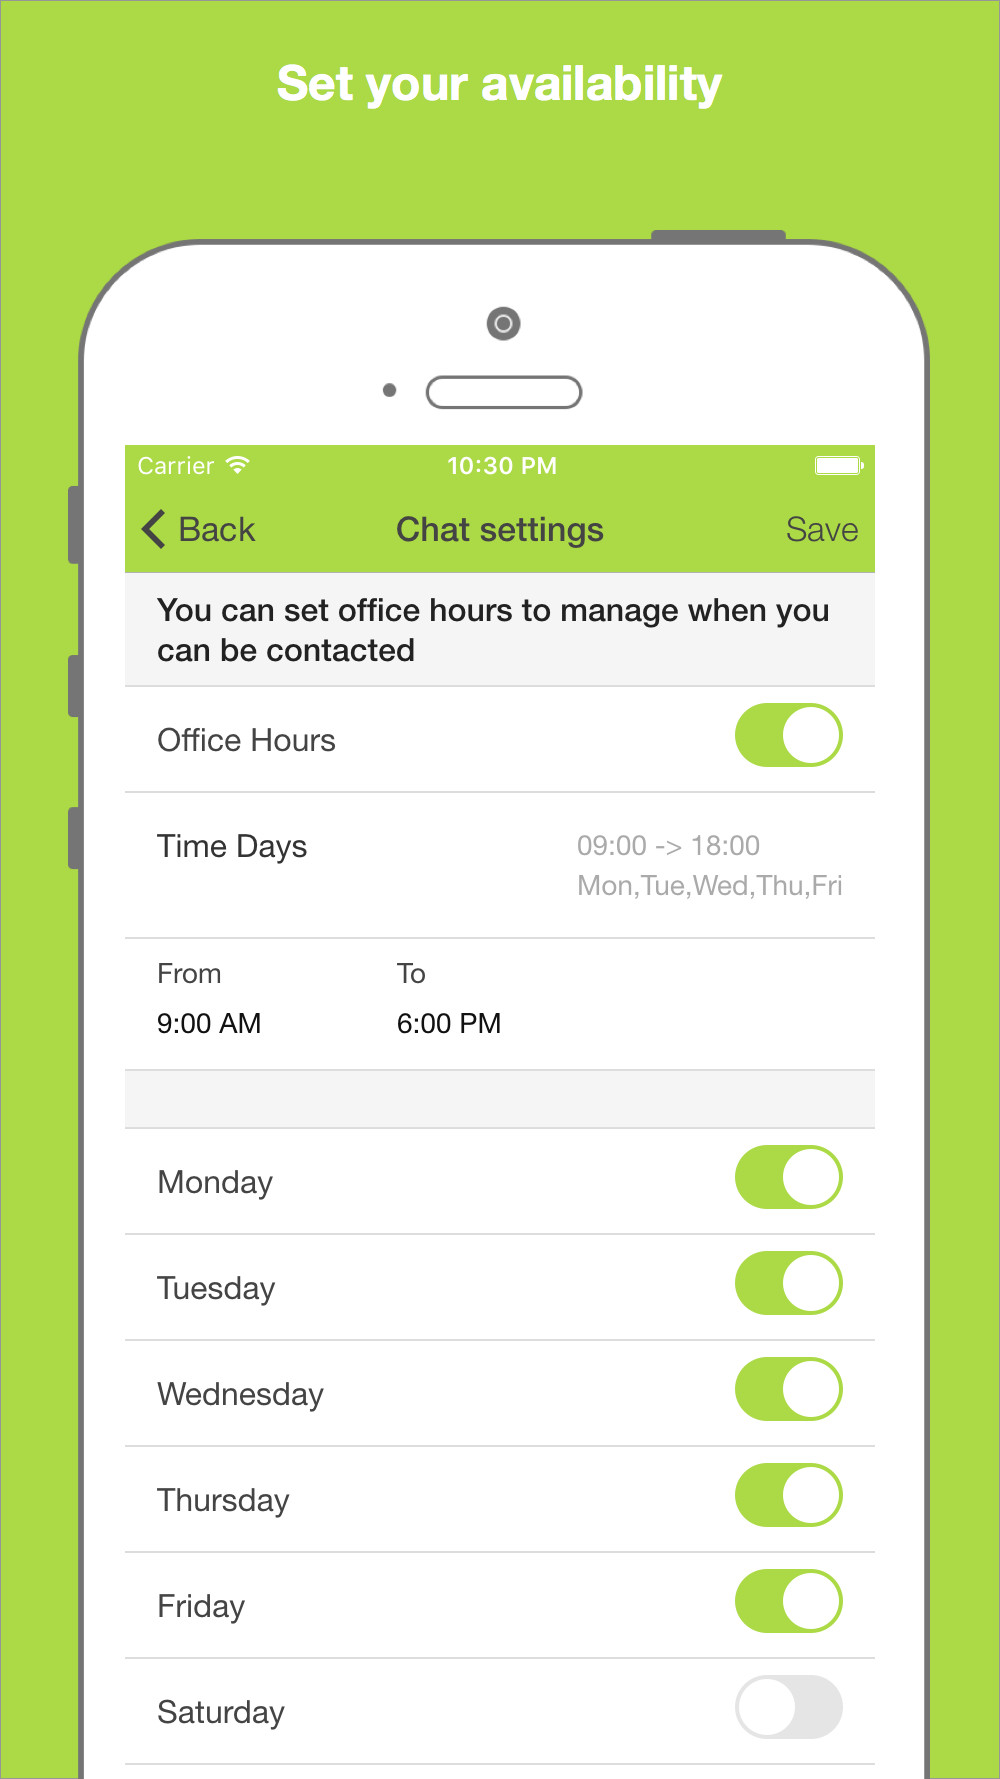 Set your availability
Carrier 10:30 PM
Back Chat settings Save
You can set office hours to manage when you
can be contacted
Office Hours
Time Days 09:00 -> 18:00
Mon,Tue,Wed,Thu,Fri
From To
9:00 AM 6:00 PM
Monday
Tuesday
Wednesday
Thursday
Friday
Saturday